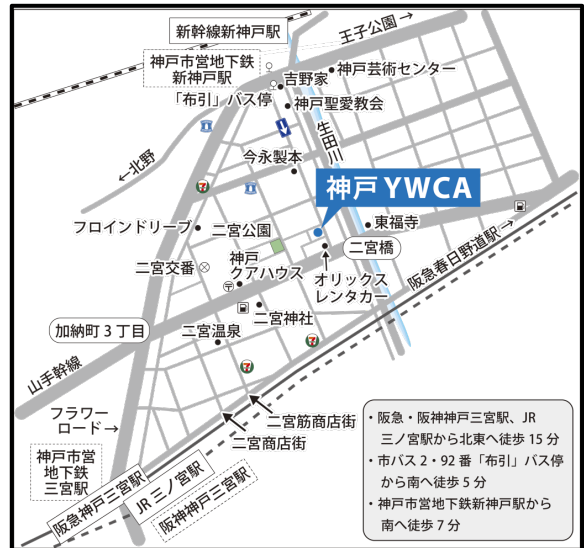 新幹線新神戸駅
王子公園→
神戸市営地下鉄
新神戸駅
吉野家
神戸芸術センター
「布引」バス停
神戸聖愛教会
生田川
←北野
今永製本
神戸 YWCA
7
フロインドリーブ
二宮公園
東福寺
二宮橋
二宮交番
神戸
クアハウス
オリックス
レンタカー
阪急春日野道駅→
加納町 3 丁目
二宮神社
二宮温泉
山手幹線
7
7
フラワー
ロード→
二宮筋商店街
二宮商店街
神戸市営
地下鉄
三宮駅
阪急神戸三宮駅
JR 三ノ宮駅
阪神神戸三宮駅
・阪急・阪神神戸三宮駅、JR
三ノ宮駅から北東へ徒歩 15 分
・市バス 2・92 番「布引」バス停
から南へ徒歩 5 分
・神戸市営地下鉄新神戸駅から
南へ徒歩 7 分